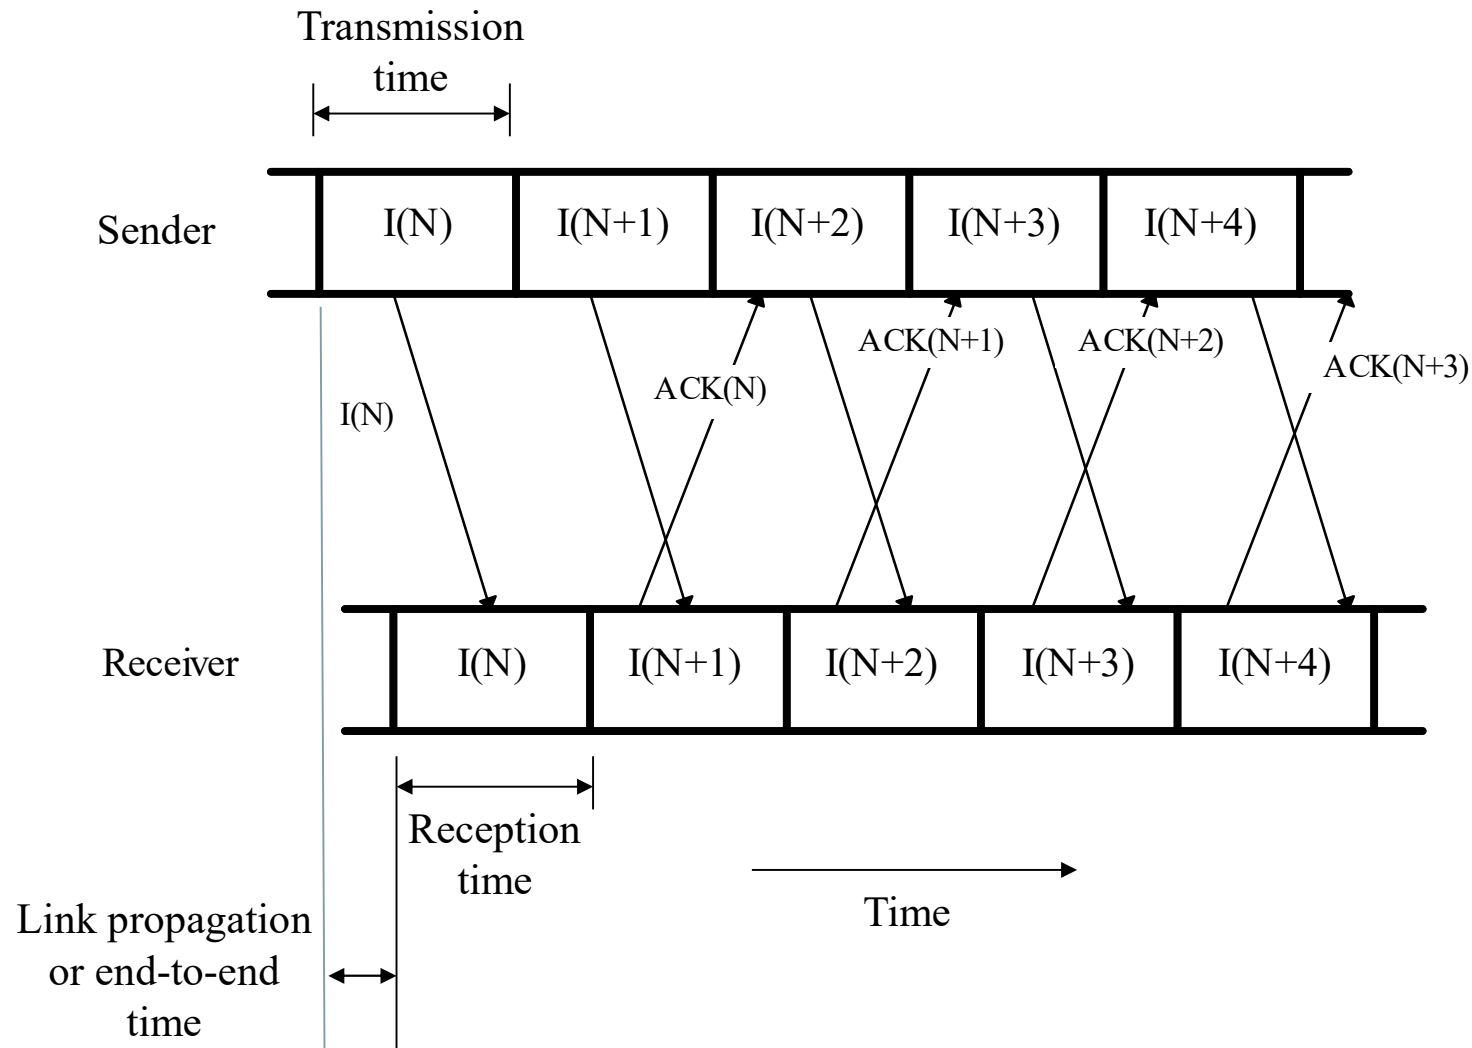 Transmission
time
Sender
I(N)
I(N+1)
I(N+2)
I(N+3)
I(N+4)
ACK(N+1)
ACK(N+2)
ACK(N+3)
ACK(N)
I(N)
Receiver
I(N)
I(N+1)
I(N+2)
I(N+3)
I(N+4)
Reception
time
Time
Link propagation
or end-to-end
time